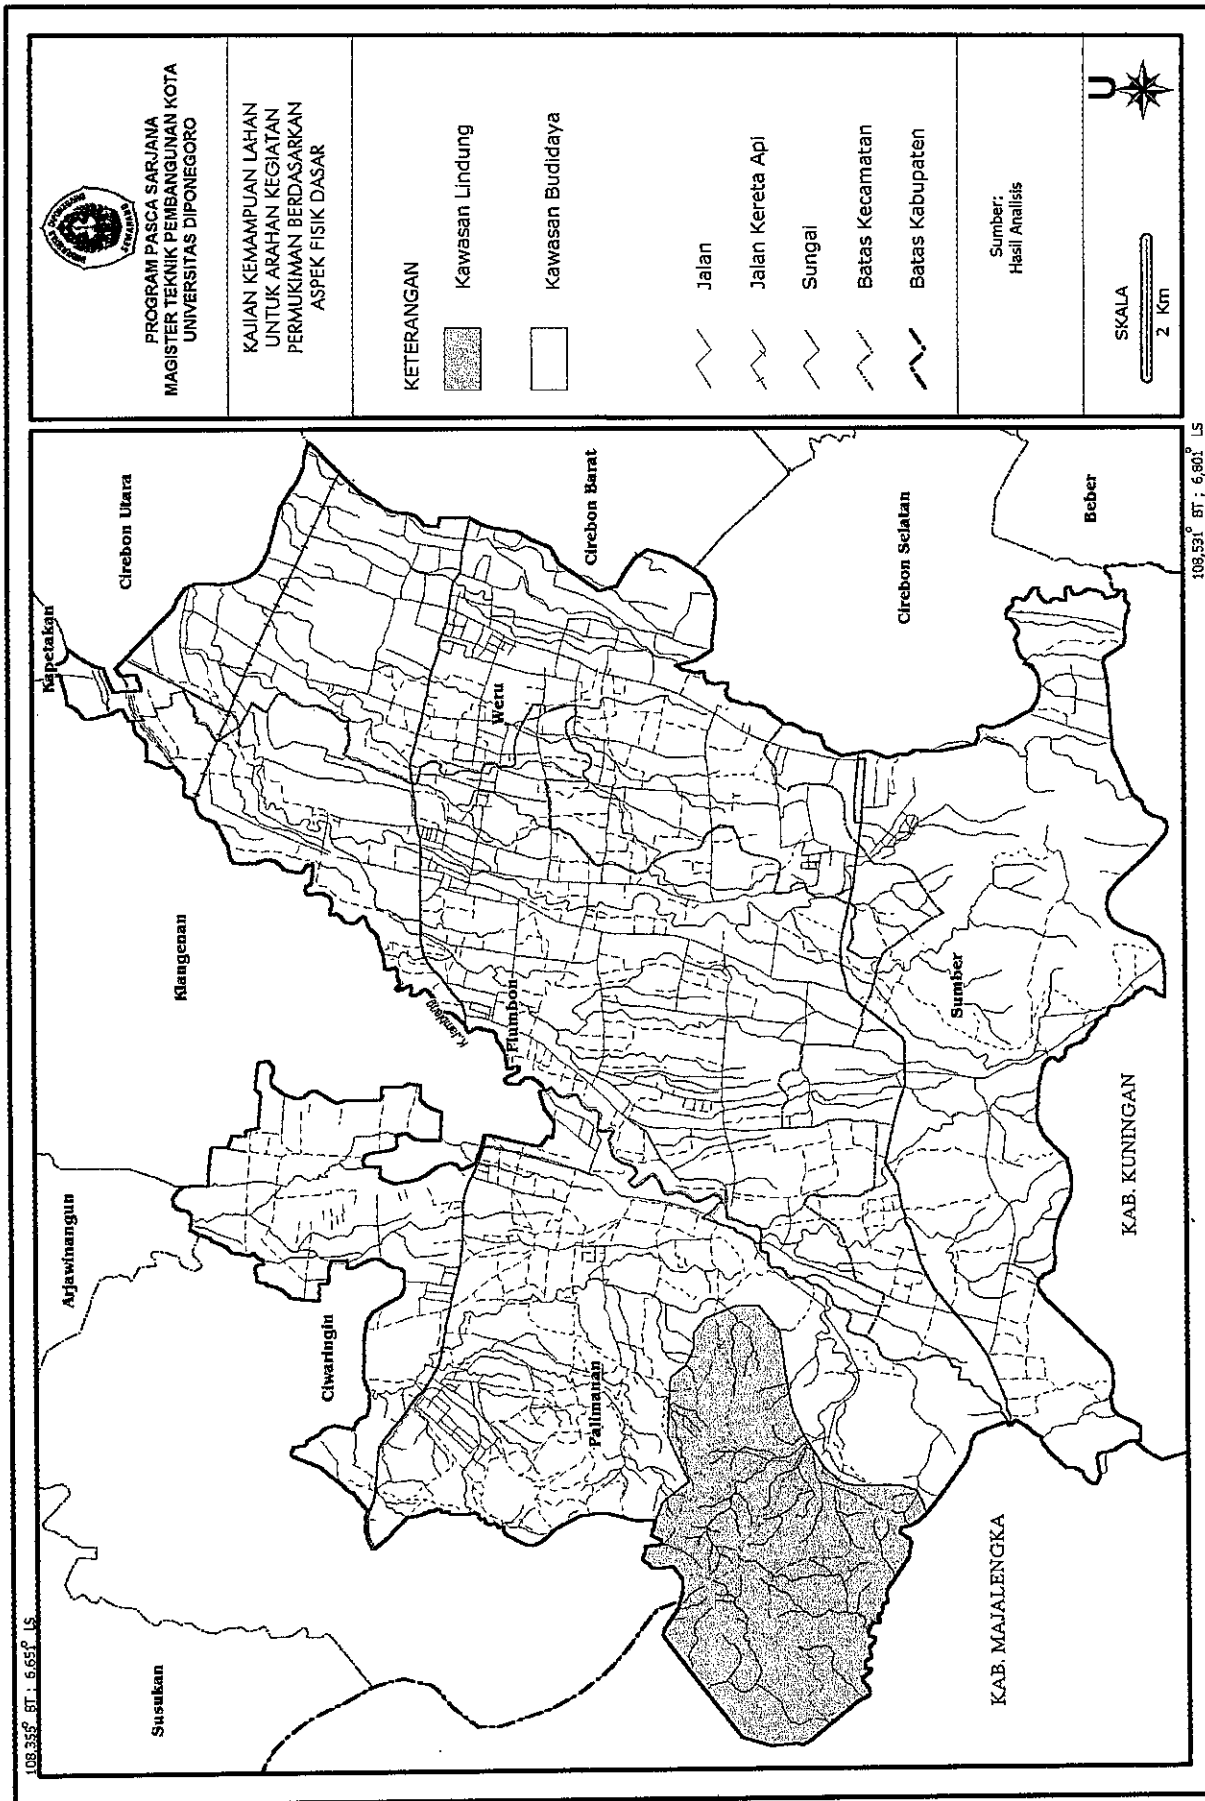 PROGRAM PASCA SARJANA
MAGISTER TEKNIK PEMBANGUNAN KOTA
UNIVERSITAS DIPONEGORO
KAJIAN KEMAMPUAN LAHAN
UNTUK ARAHAN KEGIATAN
PERMUKIMAN BERDASARKAN
ASPEK FISIK DASAR
KETERANGAN
Kawasan Lindung
Kawasan Budidaya
Jalan
Jalan Kereta Api
Sungai
Batas Kecamatan
Batas Kabupaten
Sumber:
Hasil Analisis
SKALA
2 Km
U
108,355° BT ; 6,651° LS
Susukan
Arjawinangun
Ciwaringin
Klangenan
Kapetakan
Cirebon Utara
Cirebon Barat
Cirebon Selatan
Beber
Weru
Plumbon
K.Jamblang
Palimanan
Sumber
KAB. MAJALENGKA
KAB. KUNINGAN
108,531° BT ; 6,801° LS